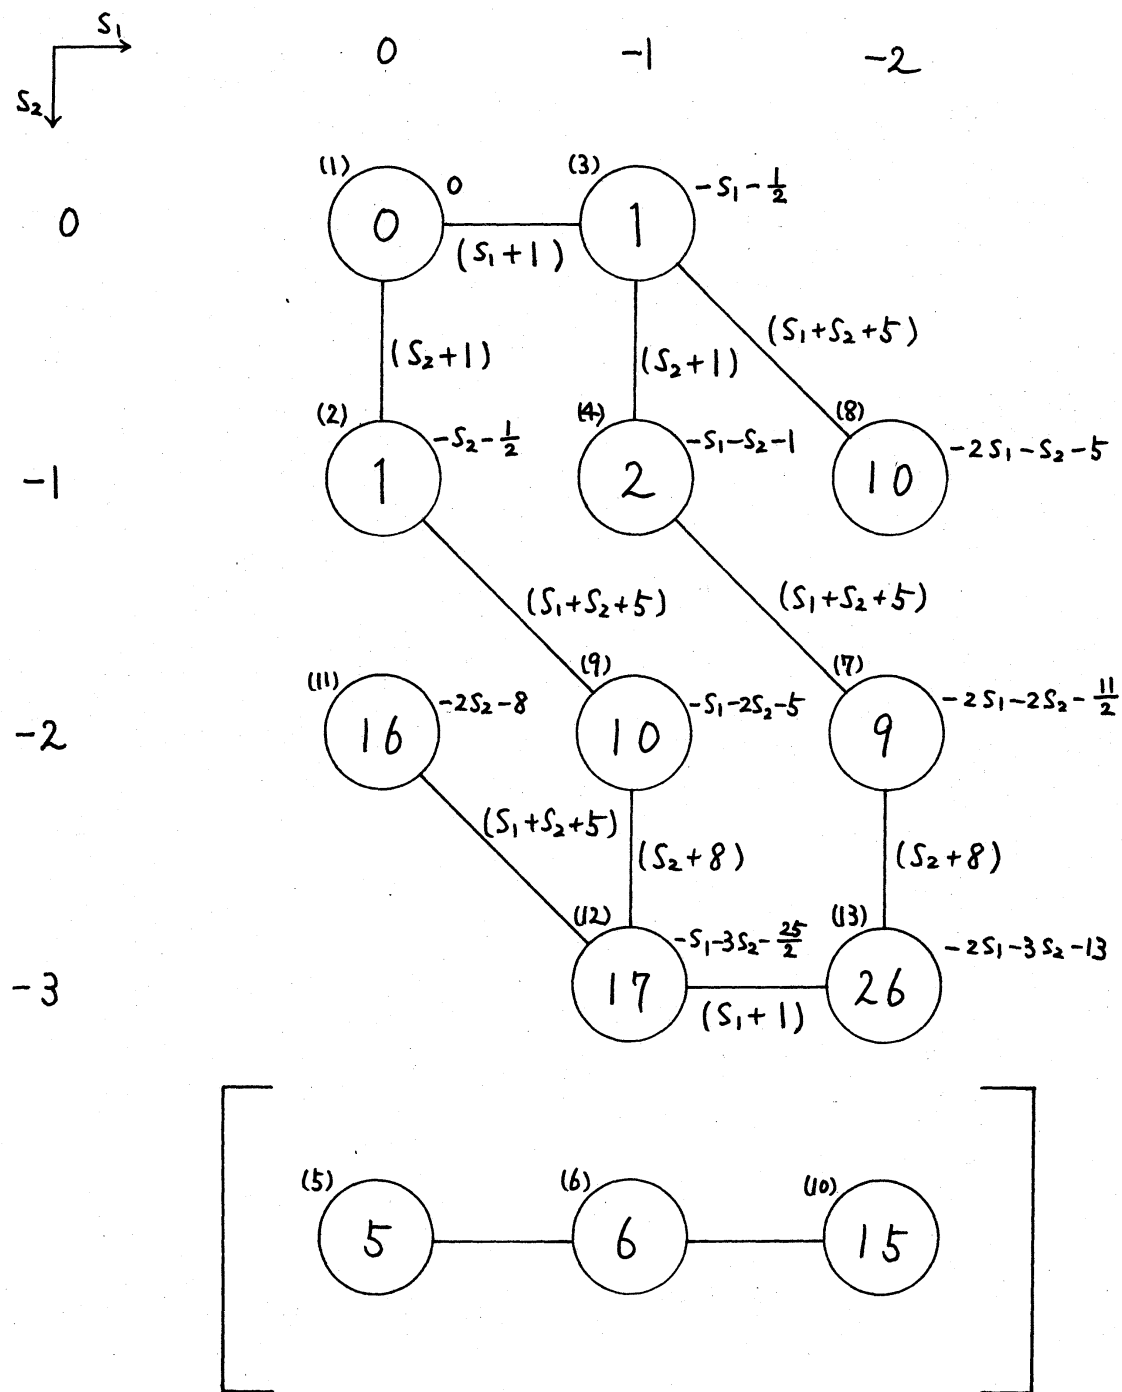 S₁
S₂
0 -1 -2
(1) 0 0 (3) 1 -S₁-½
0
(S₁+1)
(S₁+S₂+5)
(S₂+1) (S₂+1)
(2) 1 -S₂-½ (4) 2 -S₁-S₂-1 (8) 10 -2S₁-S₂-5
-1
(S₁+S₂+5) (S₁+S₂+5)
(11) 16 -2S₂-8 (9) 10 -S₁-2S₂-5 (7) 9 -2S₁-2S₂-11/2
-2
(S₁+S₂+5) (S₂+8) (S₂+8)
(12) 17 -S₁-3S₂-25/2 (13) 26 -2S₁-3S₂-13
-3
(S₁+1)
(5) 5 (6) 6 (10) 15